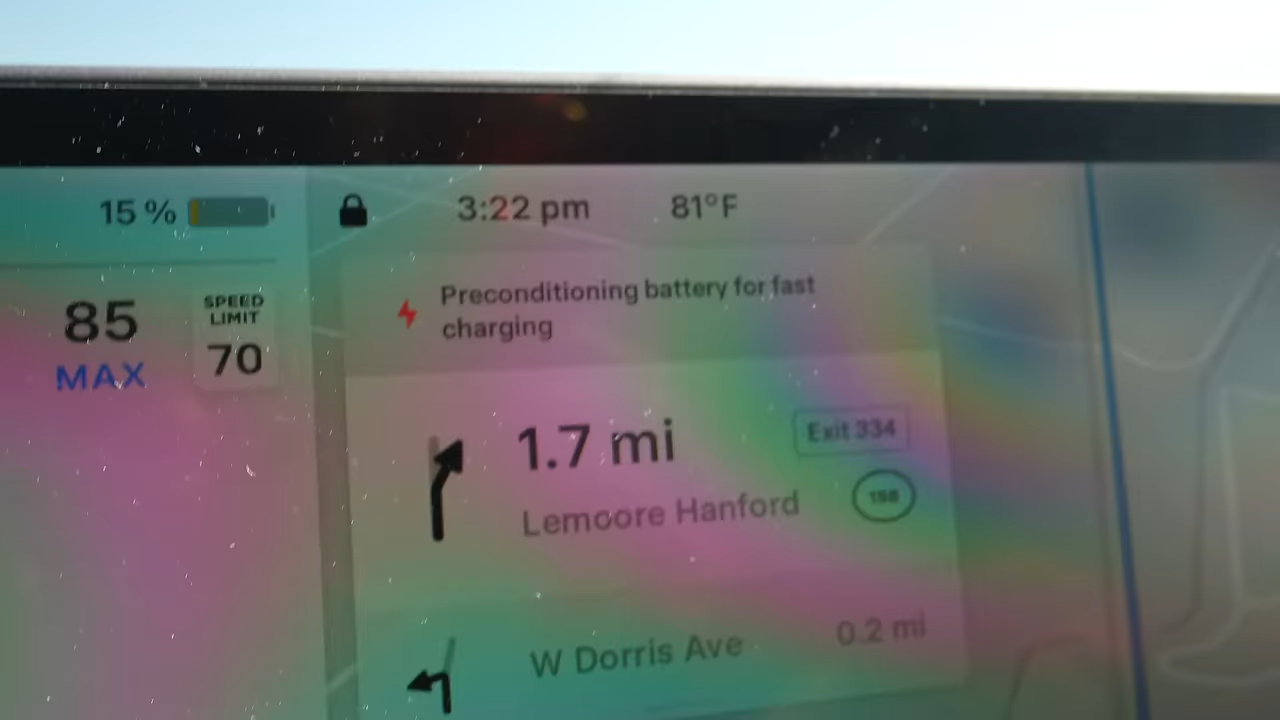 15 %
3:22 pm
81°F
85
MAX
SPEED
LIMIT
70
Preconditioning battery for fast
charging
1.7 mi
Exit 334
Lemoore Hanford
198
W Dorris Ave
0.2 mi